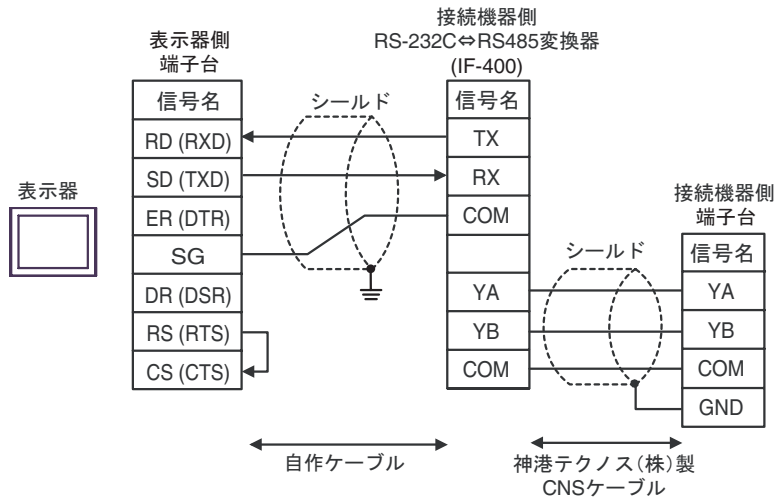 接続機器側
RS-232C⇔RS485変換器
(IF-400)
表示器側
端子台
信号名
RD (RXD)
SD (TXD)
ER (DTR)
SG
DR (DSR)
RS (RTS)
CS (CTS)
シールド
信号名
TX
RX
COM
YA
YB
COM
表示器
シールド
接続機器側
端子台
信号名
YA
YB
COM
GND
自作ケーブル
神港テクノス(株)製
CNSケーブル